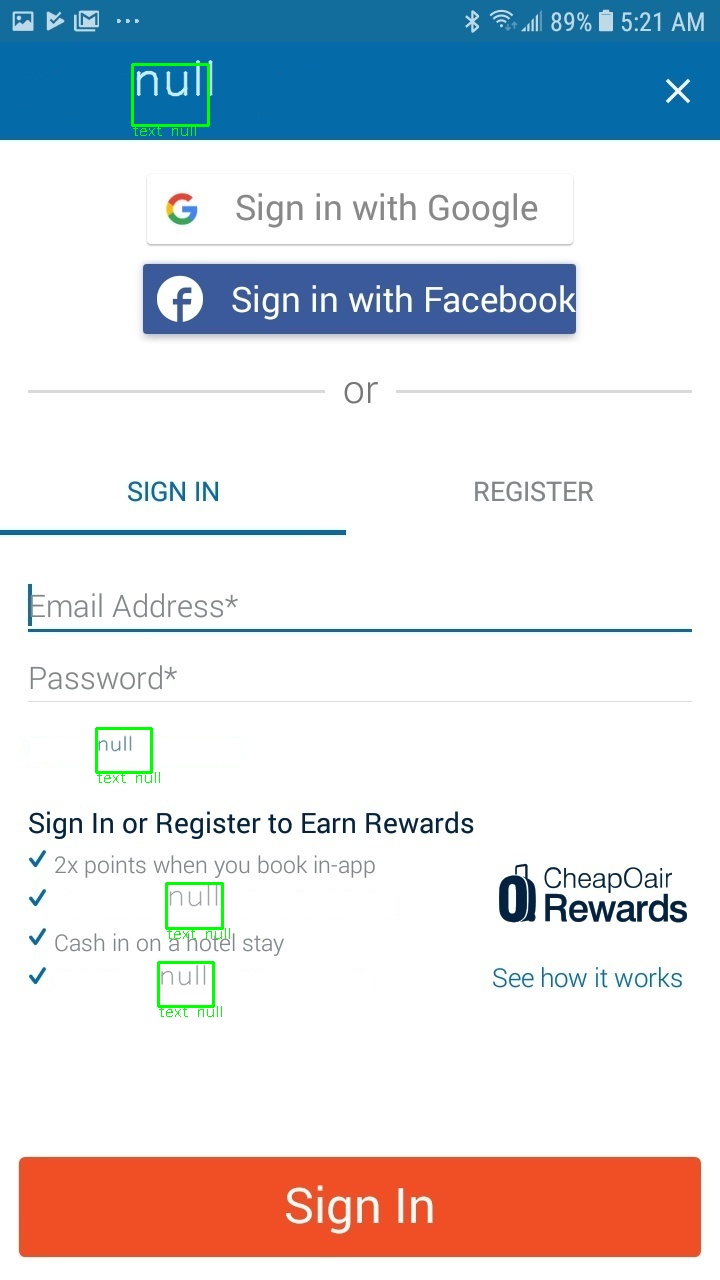 89% 5:21 AM
null
text null
Sign in with Google
Sign in with Facebook
or
SIGN IN REGISTER
Email Address*
Password*
null
text null
Sign In or Register to Earn Rewards
2x points when you book in-app
null
text null
Cash in on a hotel stay
null
text null
CheapOair
Rewards
See how it works
Sign In